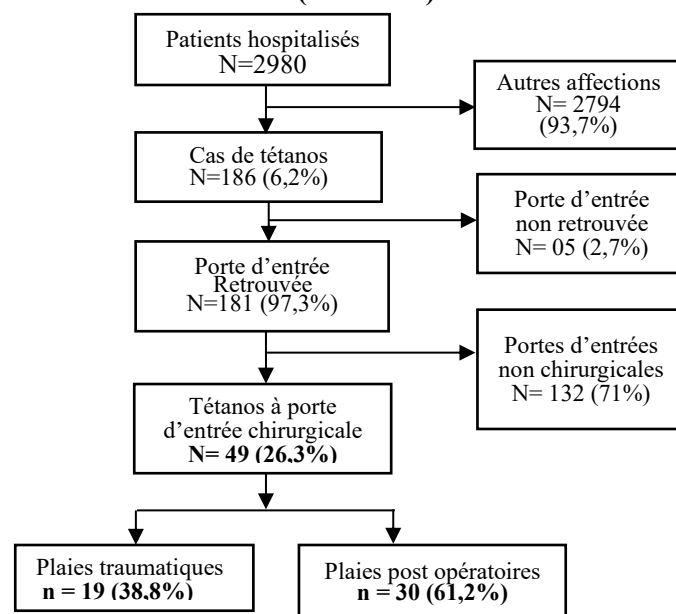 Patients hospitalisés
N=2980
Autres affections
N= 2794
(93,7%)
Cas de tétanos
N=186 (6,2%)
Porte d’entrée
non retrouvée
N= 05 (2,7%)
Porte d’entrée
Retrouvée
N=181 (97,3%)
Portes d’entrées
non chirurgicales
N= 132 (71%)
Tétanos à porte
d’entrée chirurgicale
N= 49 (26,3%)
Plaies traumatiques
n = 19 (38,8%)
Plaies post opératoires
n = 30 (61,2%)